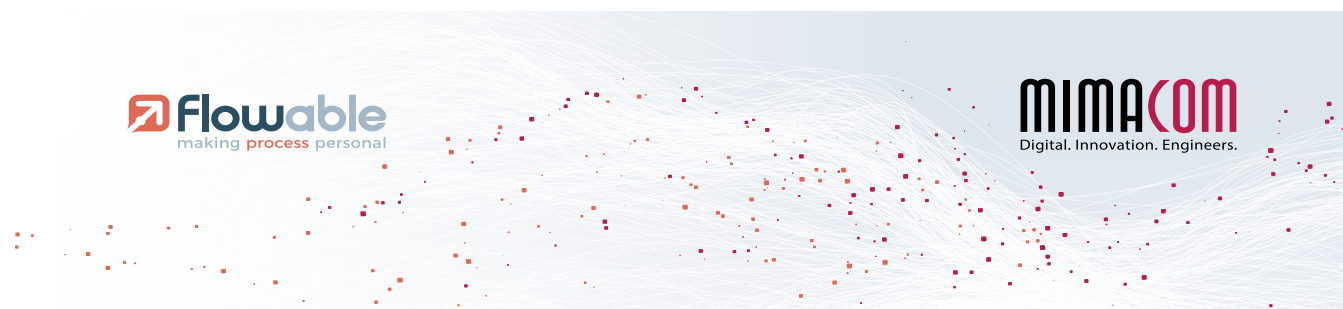 flowable
making process personal
MIMACOM
Digital. Innovation. Engineers.